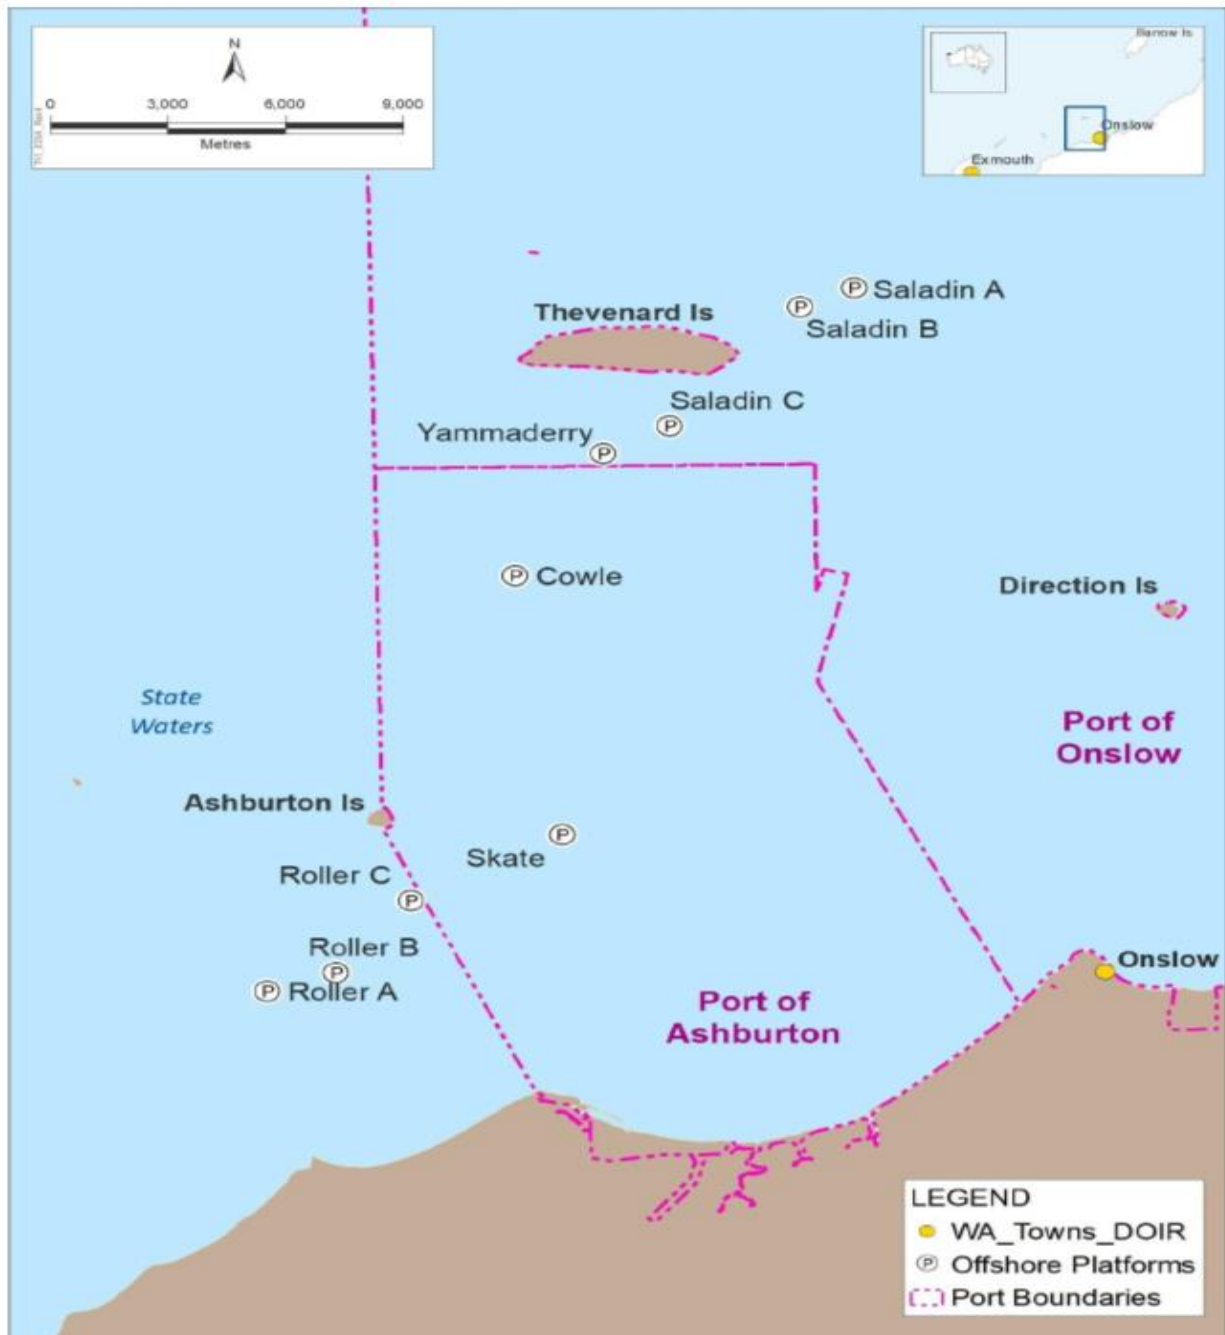 N
0 3,000 6,000 9,000
Metres
Barrow Is
Onslow
Exmouth
Saladin A
Thevenard Is
Saladin B
Saladin C
Yammaderry
Cowle
Direction Is
State
Waters
Port of
Onslow
Ashburton Is
Skate
Roller C
Roller B
Onslow
Roller A
Port of
Ashburton
LEGEND
WA_Towns_DOIR
P Offshore Platforms
Port Boundaries